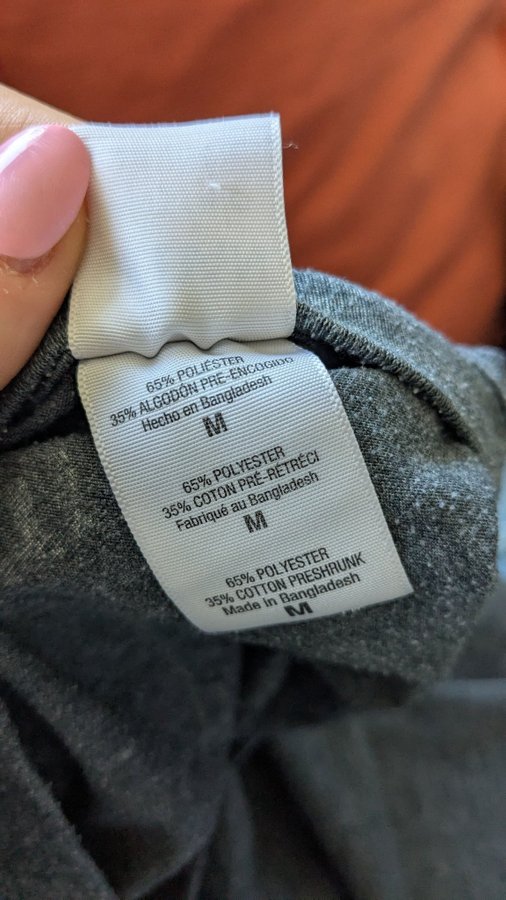 65% POLIÉSTER
35% ALGODÓN PRE-ENCOGIDO
Hecho en Bangladesh
M
65% POLYESTER
35% COTON PRÉ-RÉTRÉCI
Fabriqué au Bangladesh
M
65% POLYESTER
35% COTTON PRESHRUNK
Made in Bangladesh
M